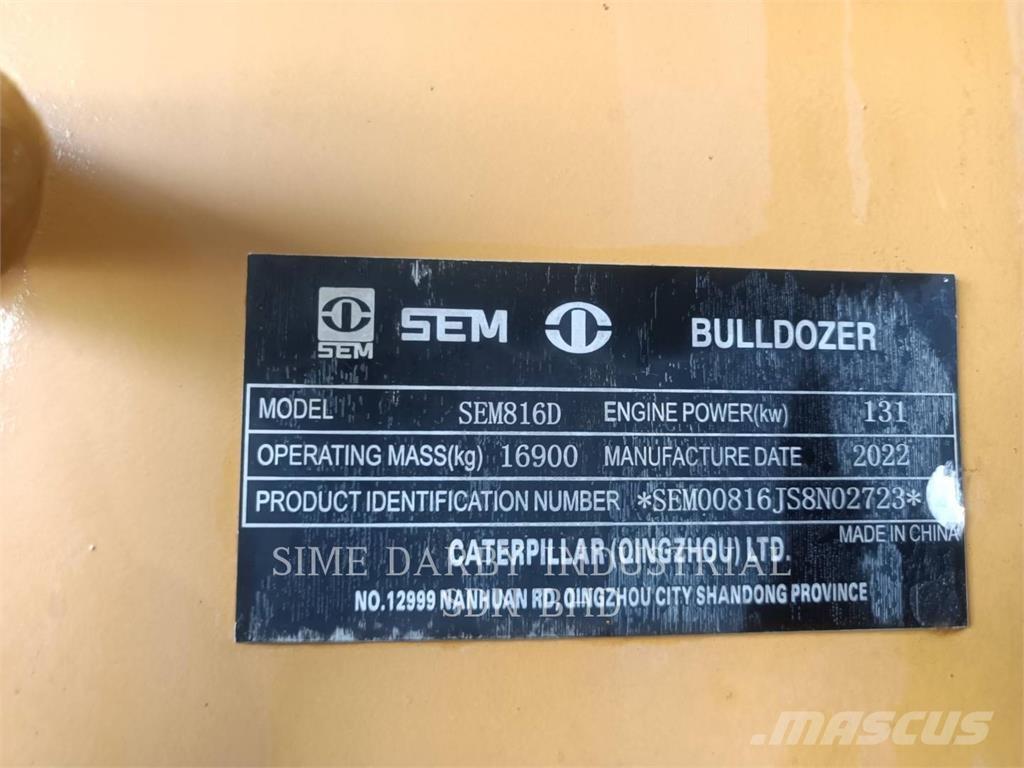 SEM SEM BULLDOZER
MODEL SEM816D ENGINE POWER(kw) 131
OPERATING MASS(kg) 16900 MANUFACTURE DATE 2022
PRODUCT IDENTIFICATION NUMBER *SEM00816JS8N02723*
MADE IN CHINA
CATERPILLAR (QINGZHOU) LTD.
SIME DARBY INDUSTRIAL
NO.12999 NANHUAN RD. QINGZHOU CITY SHANDONG PROVINCE
SDN BHD
MASCUS